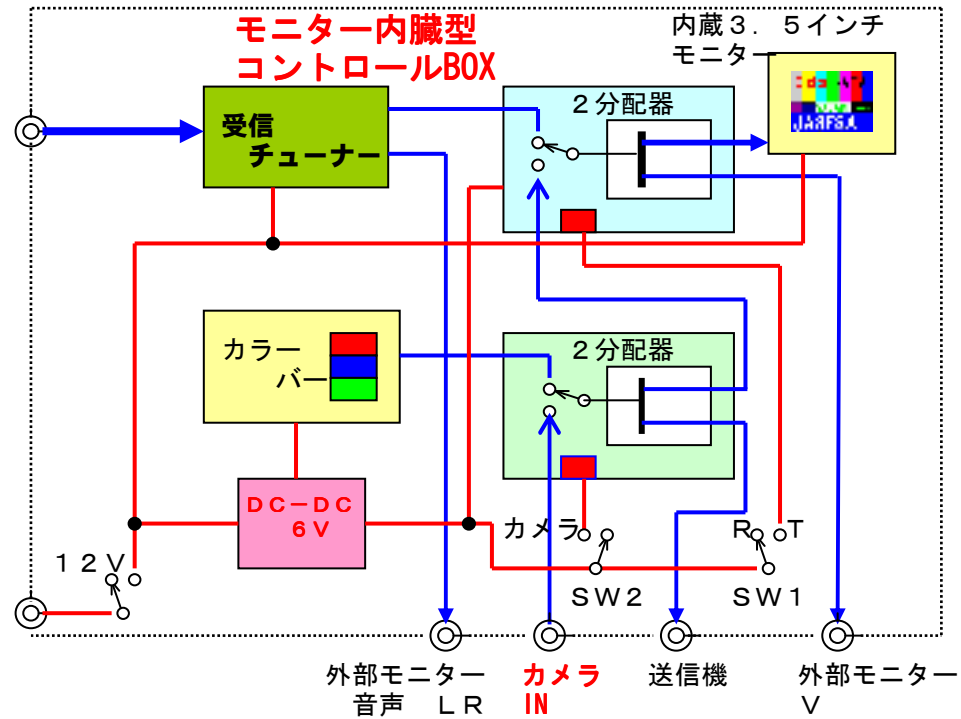 モニター内臓型
コントロールBOX
内蔵３．５インチ
モニター
受信
チューナー
２分配器
カラー
バー
２分配器
ＤＣ－ＤＣ
６Ｖ
カメラ
Ｒ
Ｔ
１２Ｖ
ＳＷ２
ＳＷ１
外部モニター
音声　ＬＲ
カメラ
IN
送信機
外部モニター
Ｖ